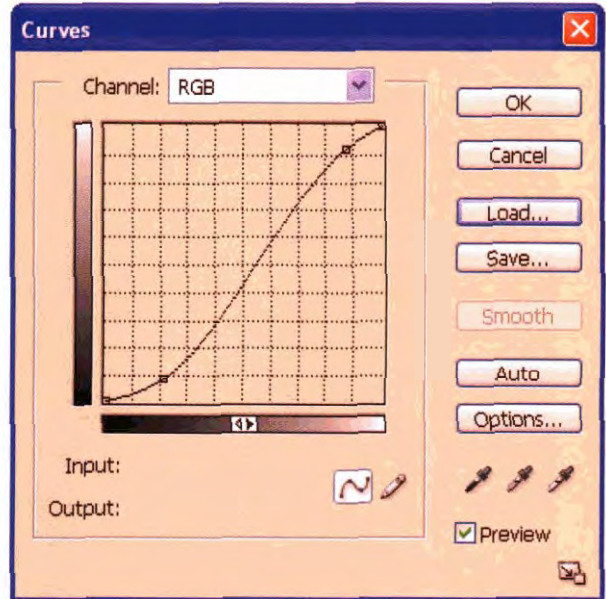 Curves
Channel: RGB
OK
Cancel
Load...
Save...
Smooth
Auto
Options...
Input:
Output:
Preview